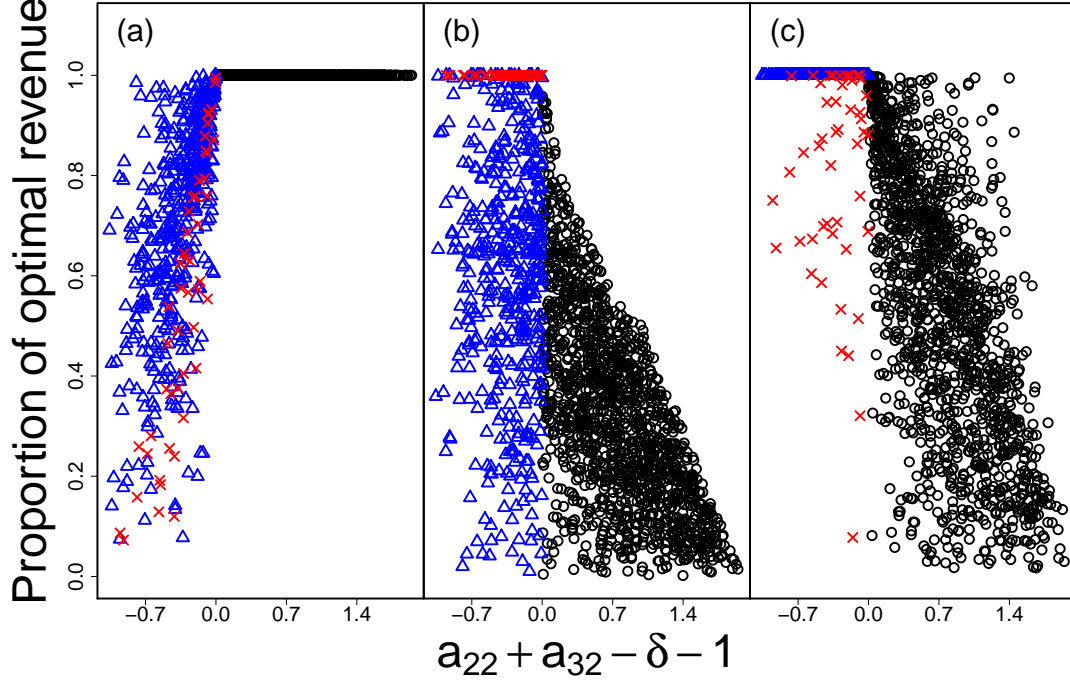 Proportion of optimal revenue
(a)
(b)
(c)
1.0
0.8
0.6
0.4
0.2
0.0
−0.7 0.0 0.7 1.4
−0.7 0.0 0.7 1.4
−0.7 0.0 0.7 1.4
a₂₂ + a₃₂ − δ − 1